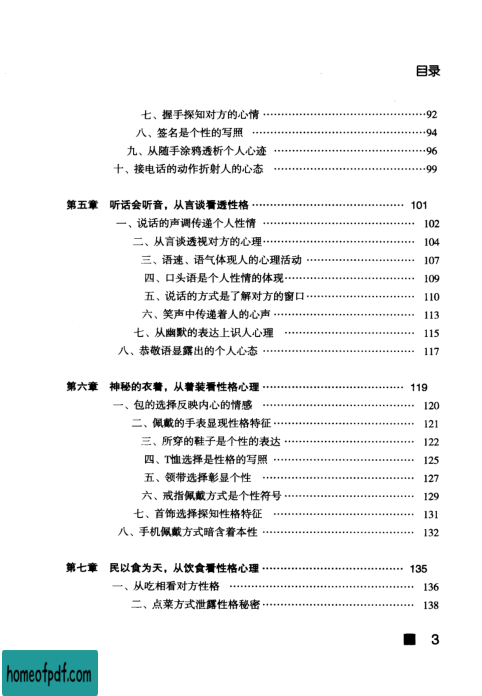 目录
七、握手探知对方的心情 ……………………………… 92
八、签名是个性的写照 ……………………………… 94
九、从随手涂鸦透析个人心迹 ……………………………… 96
十、接电话的动作折射人的心态 ……………………………… 99
第五章 听话会听音，从言谈看透性格 ……………………………… 101
一、说话的声调传递个人性情 ……………………………… 102
二、从言谈透视对方的心理 ……………………………… 104
三、语速、语气体现人的心理活动 ……………………………… 107
四、口头语是个人性情的体现 ……………………………… 109
五、说话的方式是了解对方的窗口 ……………………………… 110
六、笑声中传递着人的心声 ……………………………… 113
七、从幽默的表达上识人心理 ……………………………… 115
八、恭敬语显露出的个人心态 ……………………………… 117
第六章 神秘的衣着，从着装看性格心理 ……………………………… 119
一、包的选择反映内心的情感 ……………………………… 120
二、佩戴的手表显现性格特征 ……………………………… 121
三、所穿的鞋子是个性的表达 ……………………………… 122
四、T恤选择是性格的写照 ……………………………… 125
五、领带选择彰显个性 ……………………………… 127
六、戒指佩戴方式是个性符号 ……………………………… 129
七、首饰选择探知性格特征 ……………………………… 131
八、手机佩戴方式暗含着本性 ……………………………… 132
第七章 民以食为天，从饮食看性格心理 ……………………………… 135
一、从吃相看对方性格 ……………………………… 136
二、点菜方式泄露性格秘密 ……………………………… 138
■ 3
homeofpdf.com